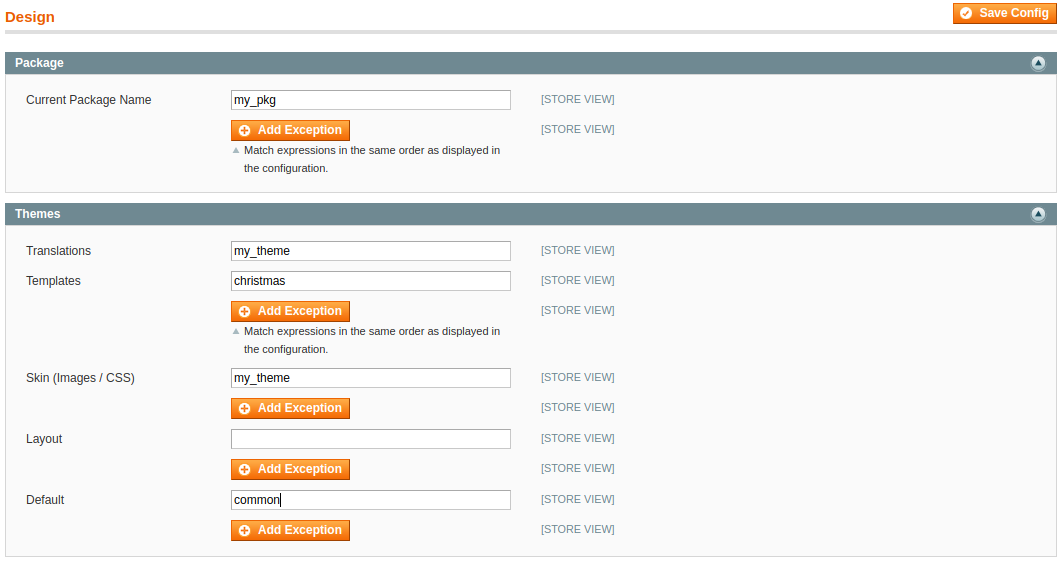 Design
Save Config
Package
Current Package Name my_pkg [STORE VIEW]
Add Exception [STORE VIEW]
Match expressions in the same order as displayed in
the configuration.
Themes
Translations my_theme [STORE VIEW]
Templates christmas [STORE VIEW]
Add Exception [STORE VIEW]
Match expressions in the same order as displayed in
the configuration.
Skin (Images / CSS) my_theme [STORE VIEW]
Add Exception [STORE VIEW]
Layout [STORE VIEW]
Add Exception [STORE VIEW]
Default common [STORE VIEW]
Add Exception [STORE VIEW]